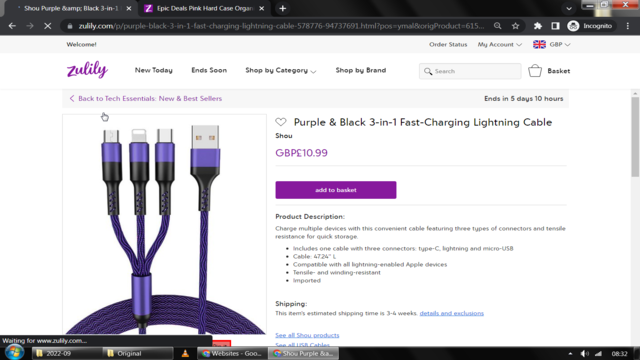 Shou Purple &amp; Black 3-in-1
Epic Deals Pink Hard Case Organi
zulily.com/p/purple-black-3-in-1-fast-charging-lightning-cable-578776-94737691.html?pos=ymal&origProduct=615...
Incognito
Welcome!
Order Status
My Account
GBP
zulily
New Today
Ends Soon
Shop by Category
Shop by Brand
Search
Basket
Back to Tech Essentials: New & Best Sellers
Ends in 5 days 10 hours
Purple & Black 3-in-1 Fast-Charging Lightning Cable
Shou
GBP£10.99
add to basket
Product Description:
Charge multiple devices with this convenient cable featuring three types of connectors and tensile
resistance for quick storage.
• Includes one cable with three connectors: type-C, lightning and micro-USB
• Cable: 47.24'' L
• Compatible with all lightning-enabled Apple devices
• Tensile- and winding-resistant
• Imported
Shipping:
This item's estimated shipping time is 3-4 weeks. details and exclusions
See all Shou products
See all USB Cables
Waiting for www.zulily.com...
2022-09
Original
Websites - Goo...
Shou Purple &a...
08:32